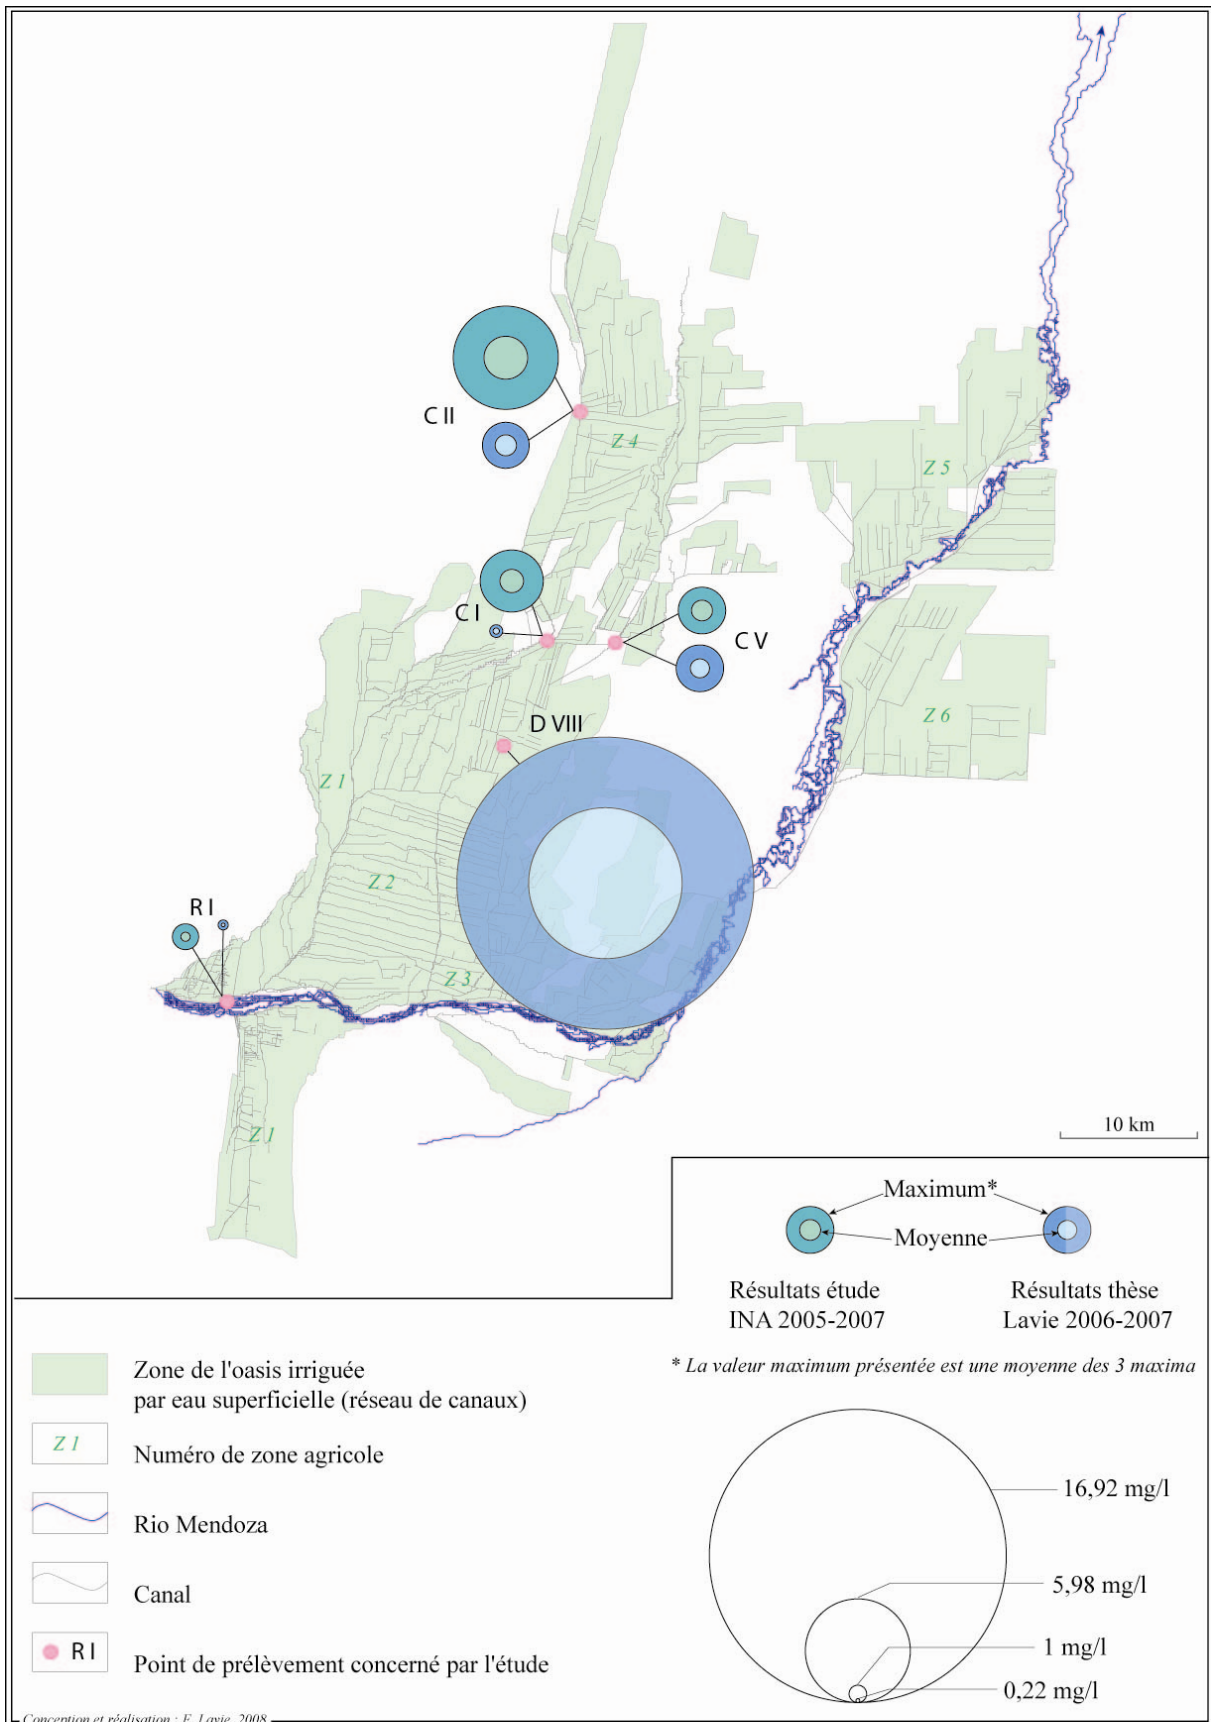 C II
Z 4
Z 5
C I
C V
D VIII
Z 6
Z 1
Z 2
R I
Z 3
Z 1
10 km
Maximum*
Moyenne
Résultats étude
INA 2005-2007
Résultats thèse
Lavie 2006-2007
* La valeur maximum présentée est une moyenne des 3 maxima
Zone de l'oasis irriguée
par eau superficielle (réseau de canaux)
Z 1
Numéro de zone agricole
Rio Mendoza
Canal
R I
Point de prélèvement concerné par l'étude
16,92 mg/l
5,98 mg/l
1 mg/l
0,22 mg/l
Conception et réalisation : E. Lavie, 2008